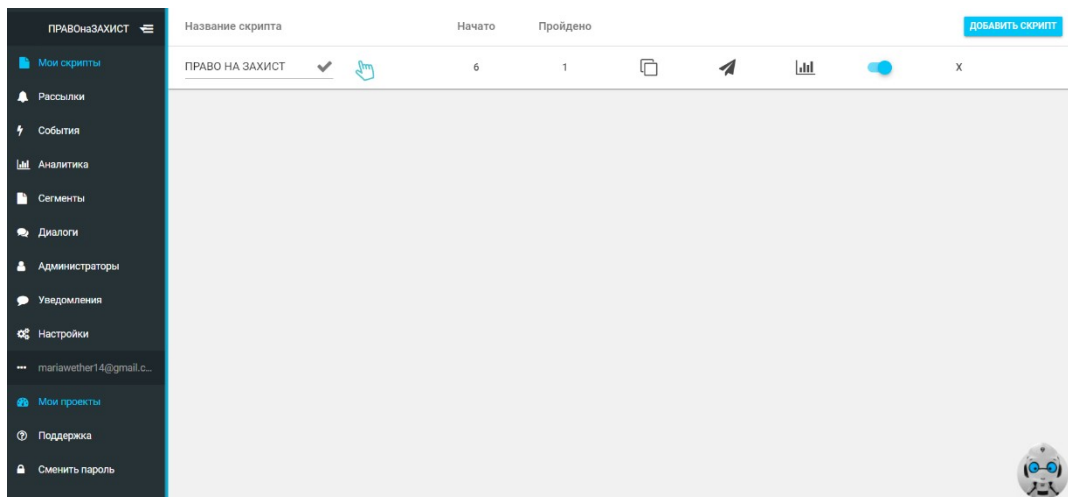 ПРАВОнаЗАХИСТ
Название скрипта Начато Пройдено ДОБАВИТЬ СКРИПТ
Мои скрипты
ПРАВО НА ЗАХИСТ 6 1 X
Рассылки
События
Аналитика
Сегменты
Диалоги
Администраторы
Уведомления
Настройки
mariawether14@gmail.c...
Мои проекты
Поддержка
Сменить пароль